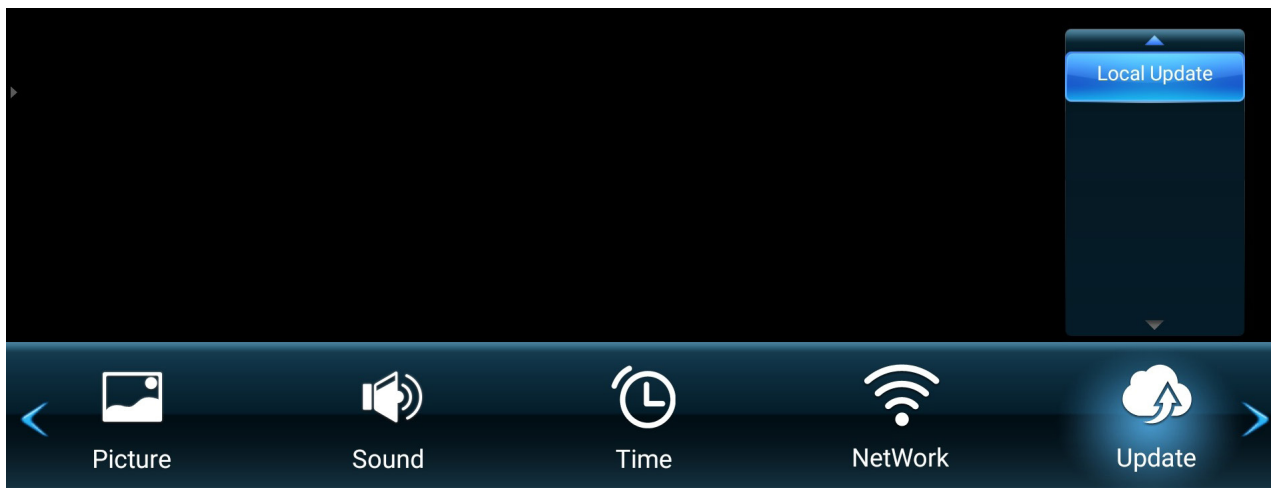 Local Update
Picture
Sound
Time
NetWork
Update